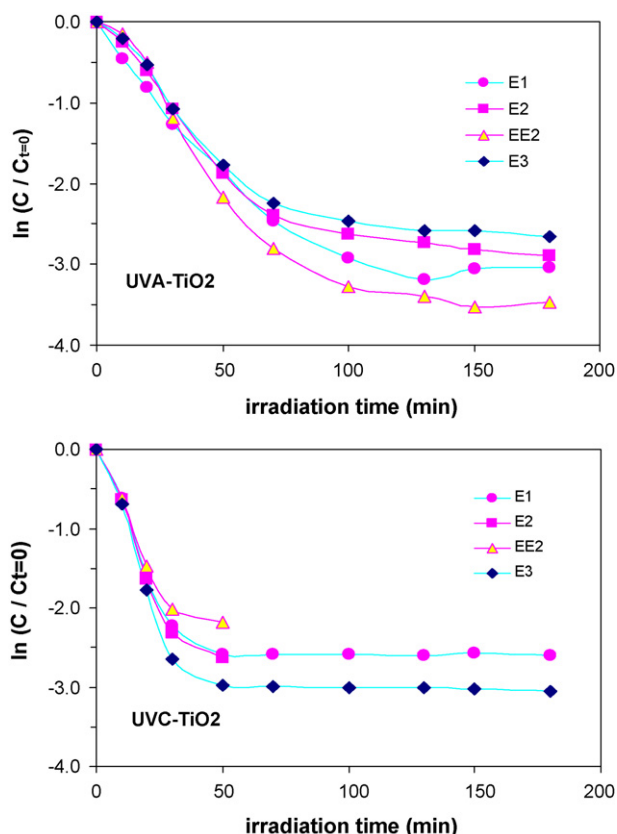 0.0
-1.0
-2.0
-3.0
-4.0
ln (C / Ct=0)
E1
E2
EE2
E3
UVA-TiO2
0 50 100 150 200
irradiation time (min)
0.0
-1.0
-2.0
-3.0
-4.0
ln (C / Ct=0)
E1
E2
EE2
E3
UVC-TiO2
0 50 100 150 200
irradiation time (min)